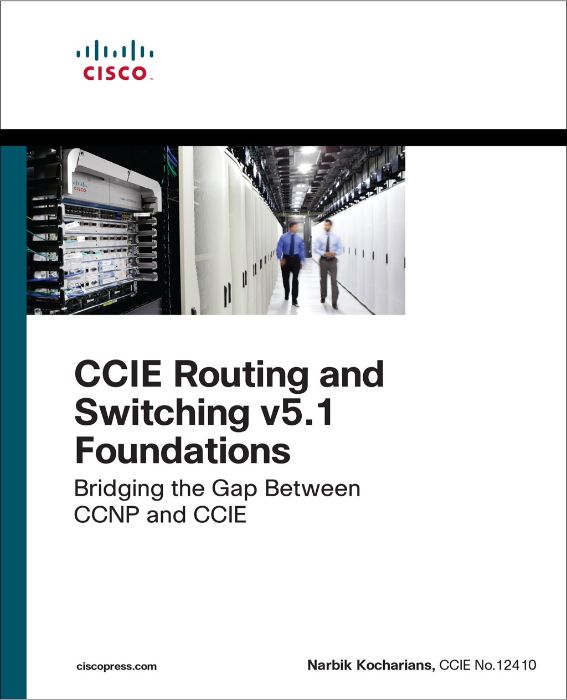 CISCO
CISCO
CCIE Routing and
Switching v5.1
Foundations
Bridging the Gap Between
CCNP and CCIE
ciscopress.com
Narbik Kocharians, CCIE No.12410